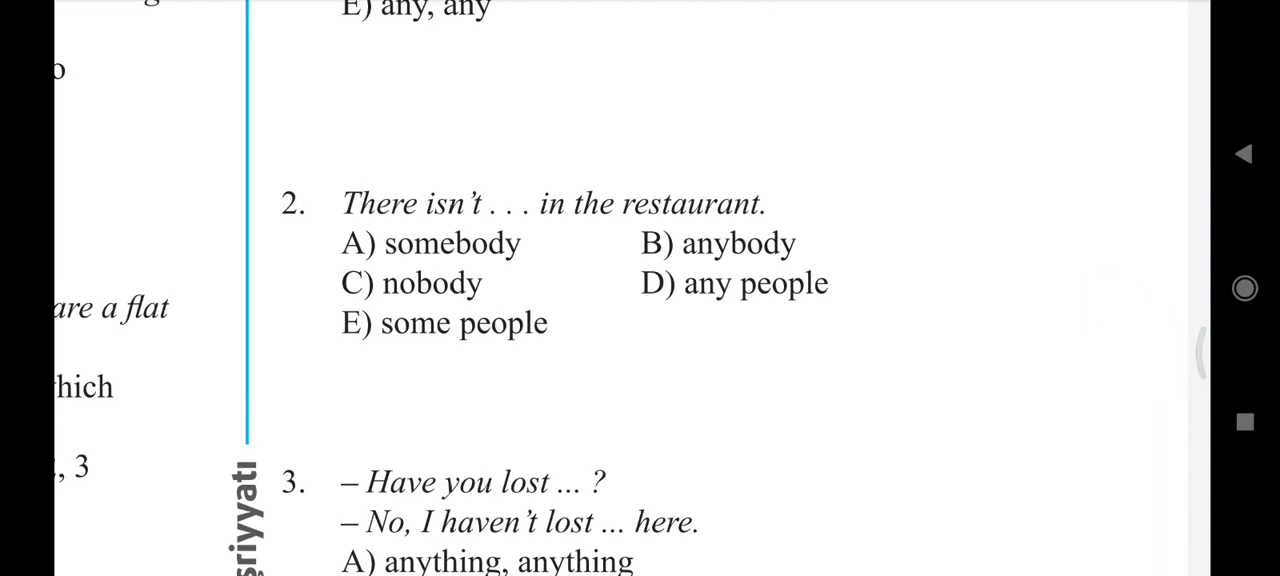 E) any, any
o
2. There isn't . . . in the restaurant.
A) somebody B) anybody
C) nobody D) any people
E) some people
are a flat
hich
, 3
3. – Have you lost ... ?
– No, I haven't lost ... here.
A) anything, anything
şriyyatı